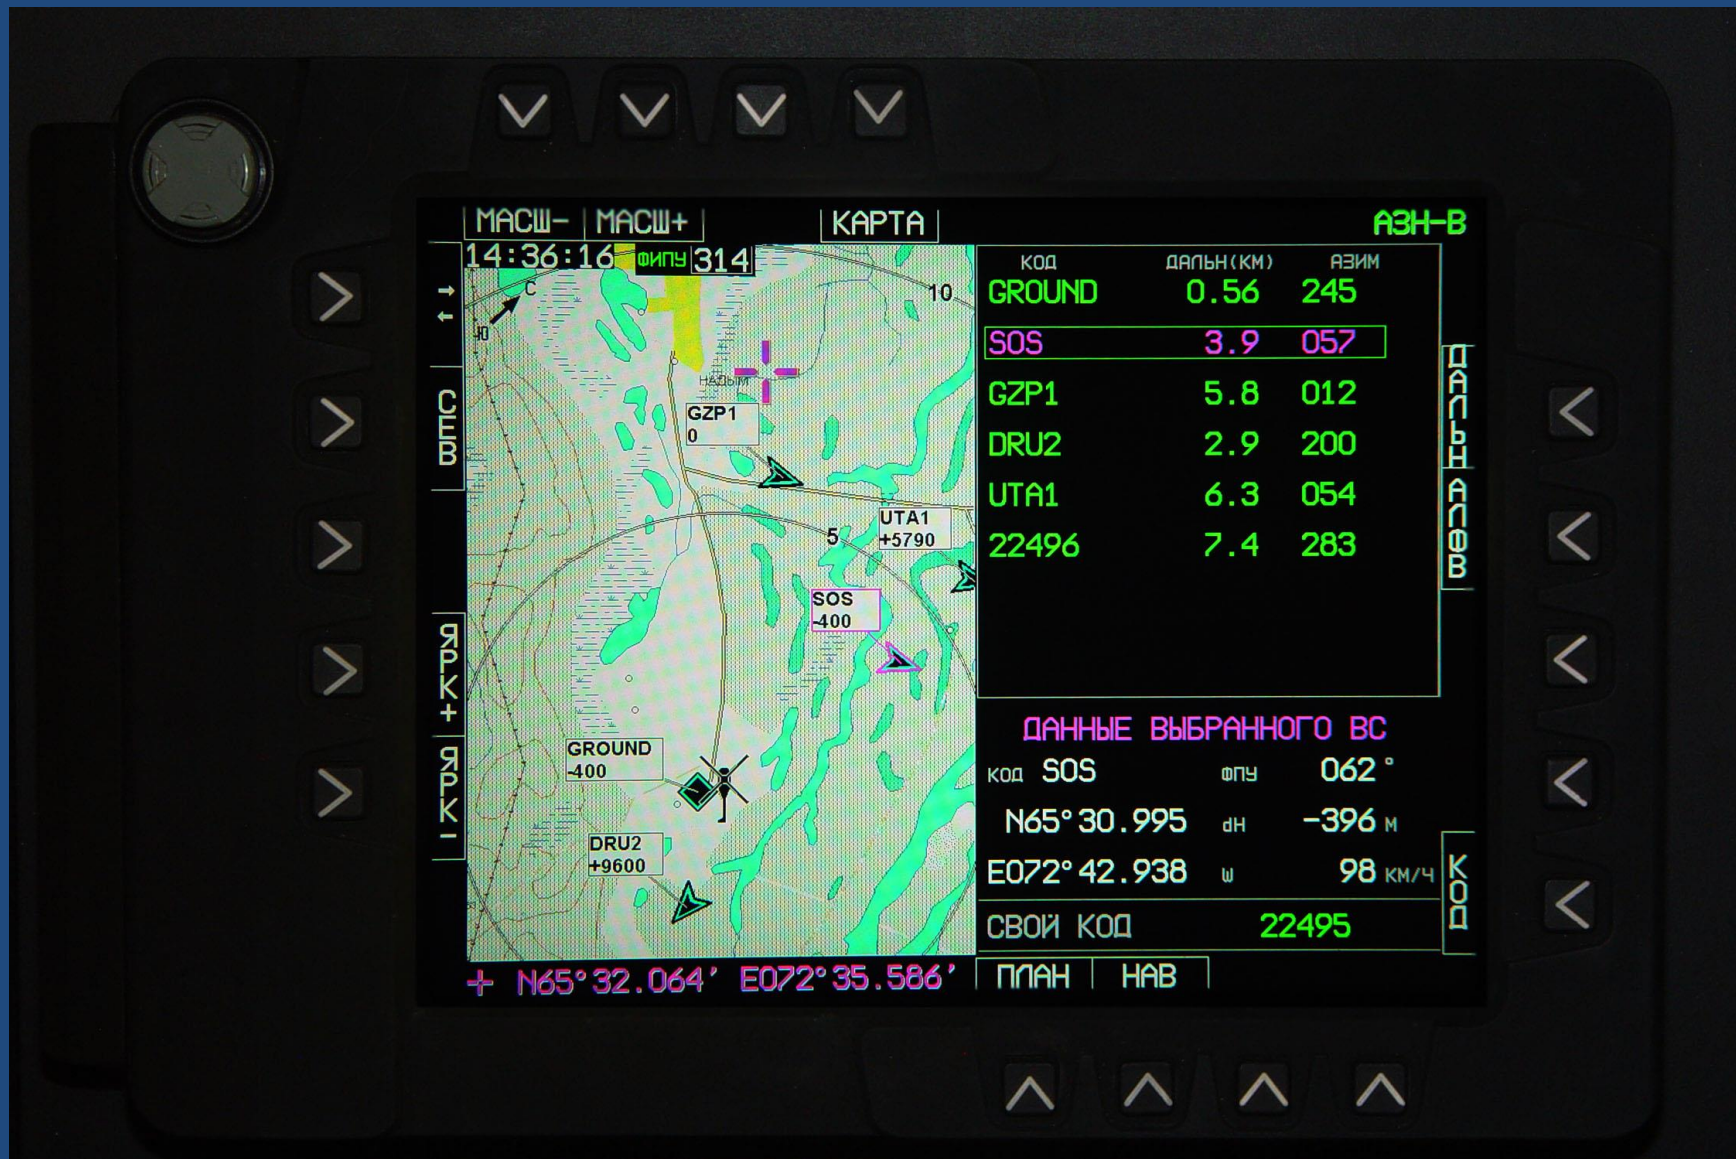 МАСШ- МАСШ+ КАРТА АЗН-В
14:36:16 ФИПУ 314
С
Ю
10
НАДЫМ
GZP1
0
5
UTA1
+5790
SOS
-400
GROUND
-400
DRU2
+9600
СЕВ
ЯРК+
ЯРК-
КОД ДАЛЬН(КМ) АЗИМ
GROUND 0.56 245
SOS 3.9 057
GZP1 5.8 012
DRU2 2.9 200
UTA1 6.3 054
22496 7.4 283
ДАЛЬН
АЛФВ
ДАННЫЕ ВЫБРАННОГО ВС
КОД SOS ФПУ 062°
N65°30.995 dH -396 М
E072°42.938 W 98 КМ/Ч
КОД
СВОЙ КОД 22495
N65°32.064' E072°35.586' ПЛАН НАВ